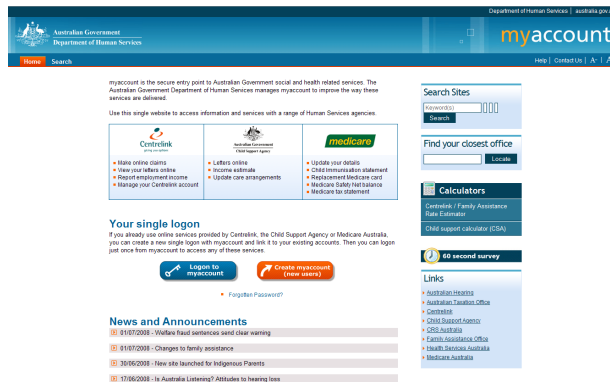 Department of Human Services | australia.gov.a
Australian Government
Department of Human Services
myaccount
Home Search
Help | Contact Us | A- | A
myaccount is the secure entry point to Australian Government social and
health related services. The
Australian Government Department of Human Services manages myaccount to improve the way these
services are delivered.
Use this single website to access information and services with a range of Human Services agencies.
Centrelink
giving you options
Make online claims
View your letters online
Report employment income
Manage your Centrelink account
Australian Government
Child Support Agency
Letters online
Income estimate
Update care arrangements
medicare
Update your details
Child Immunisation statement
Replacement Medicare card
Medicare Safety Net balance
Medicare tax statement
Your single logon
If you already use online services provided by Centrelink, the Child Support Agency or Medicare Australia,
you can create a new single logon with myaccount and link it to your existing accounts. Then you can logon
just once from myaccount to access any of these services.
Logon to
myaccount
Create myaccount
(new users)
Forgotten Password?
News and Announcements
01/07/2008 - Welfare fraud sentences send clear warning
01/07/2008 - Changes to family assistance
30/06/2008 - New site launched for Indigenous Parents
17/06/2008 - Is Australia Listening? Attitudes to hearing loss
Search Sites
Keyword(s)
Search
Find your closest office
Locate
Calculators
Centrelink / Family Assistance
Rate Estimator
Child support calculator (CSA)
60 second survey
Links
Australian Hearing
Australian Taxation Office
Centrelink
Child Support Agency
CRS Australia
Family Assistance Office
Health Services Australia
Medicare Australia